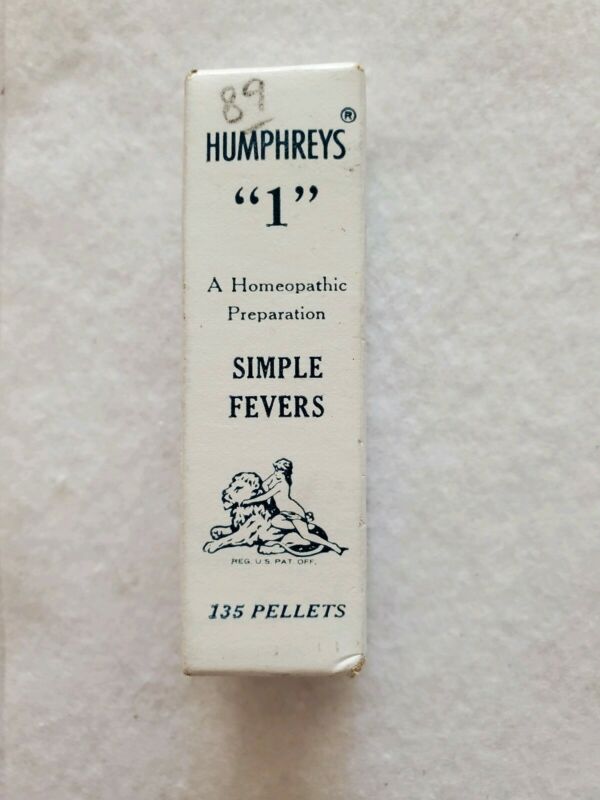 89
HUMPHREYS®
“1”
A Homeopathic
Preparation
SIMPLE
FEVERS
REG. U.S. PAT. OFF.
135 PELLETS